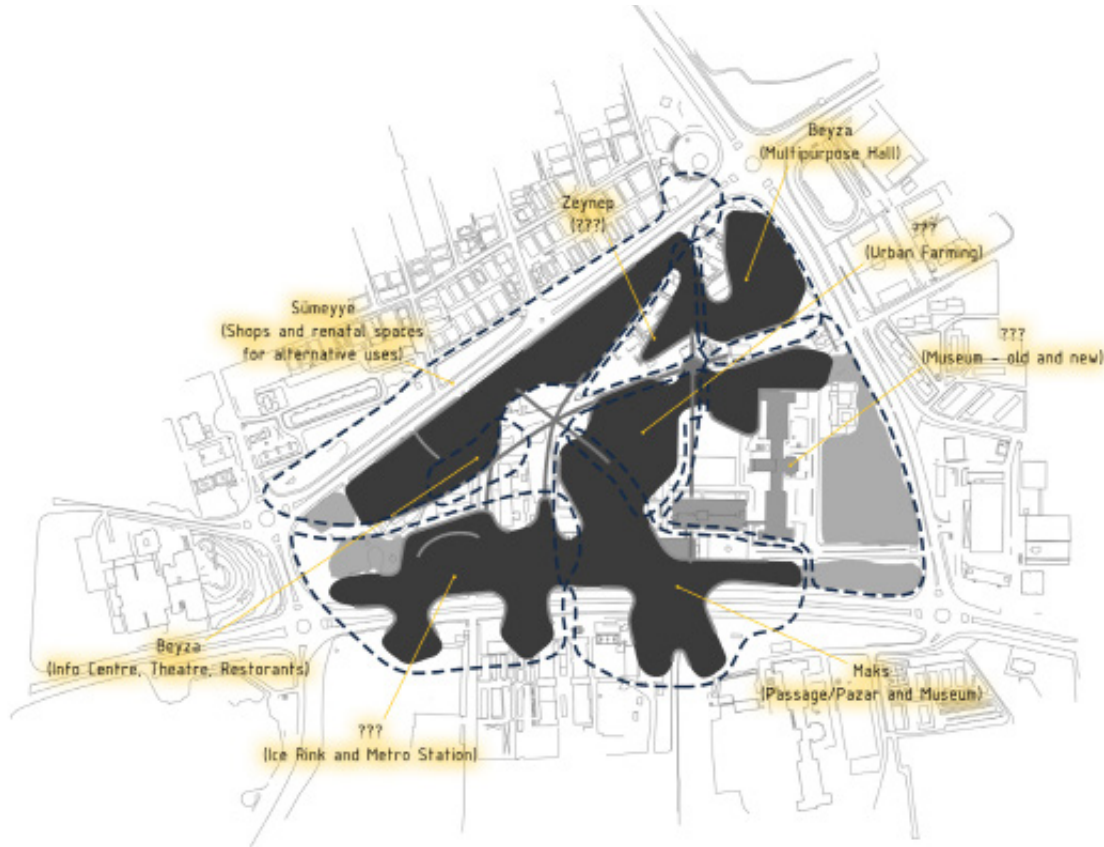 Beyza
(Multipurpose Hall)
Zeynep
(???)
???
(Urban Farming)
Sümeyye
(Shops and renatal spaces
for alternative uses)
???
(Museum - old and new)
Beyza
(Info Centre, Theatre, Restorants)
Maks
(Passage/Pazar and Museum)
???
(Ice Rink and Metro Station)